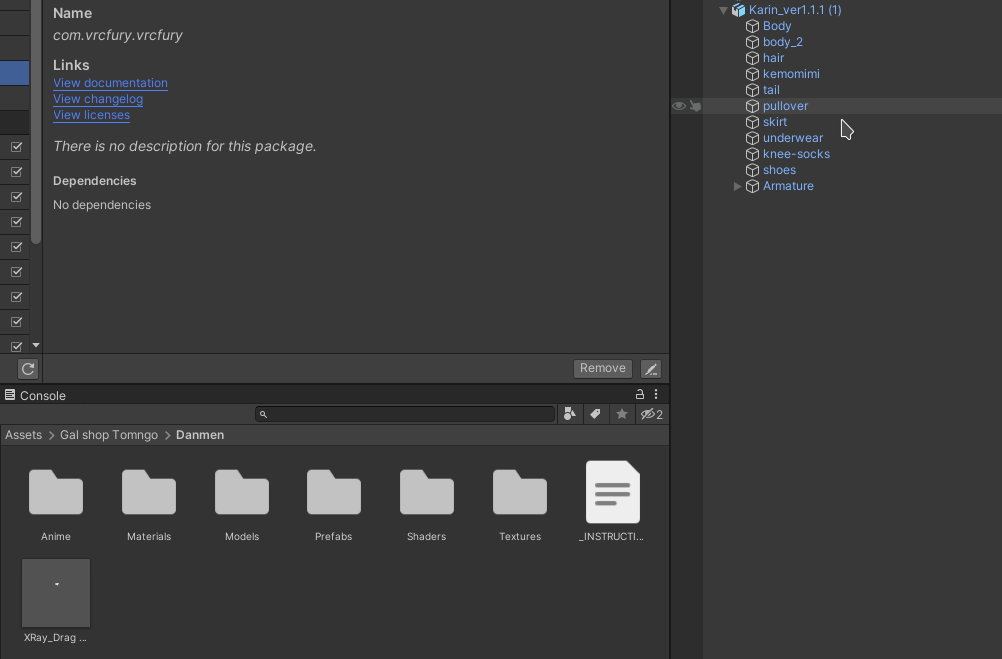 Name
com.vrcfury.vrcfury
Links
View documentation
View changelog
View licenses
There is no description for this package.
Dependencies
No dependencies
Remove
Karin_ver1.1.1 (1)
Body
body_2
hair
kemomimi
tail
pullover
skirt
underwear
knee-socks
shoes
Armature
Console
2
Assets > Gal shop Tomngo > Danmen
Anime
Materials
Models
Prefabs
Shaders
Textures
_INSTRUCTI...
XRay_Drag ...